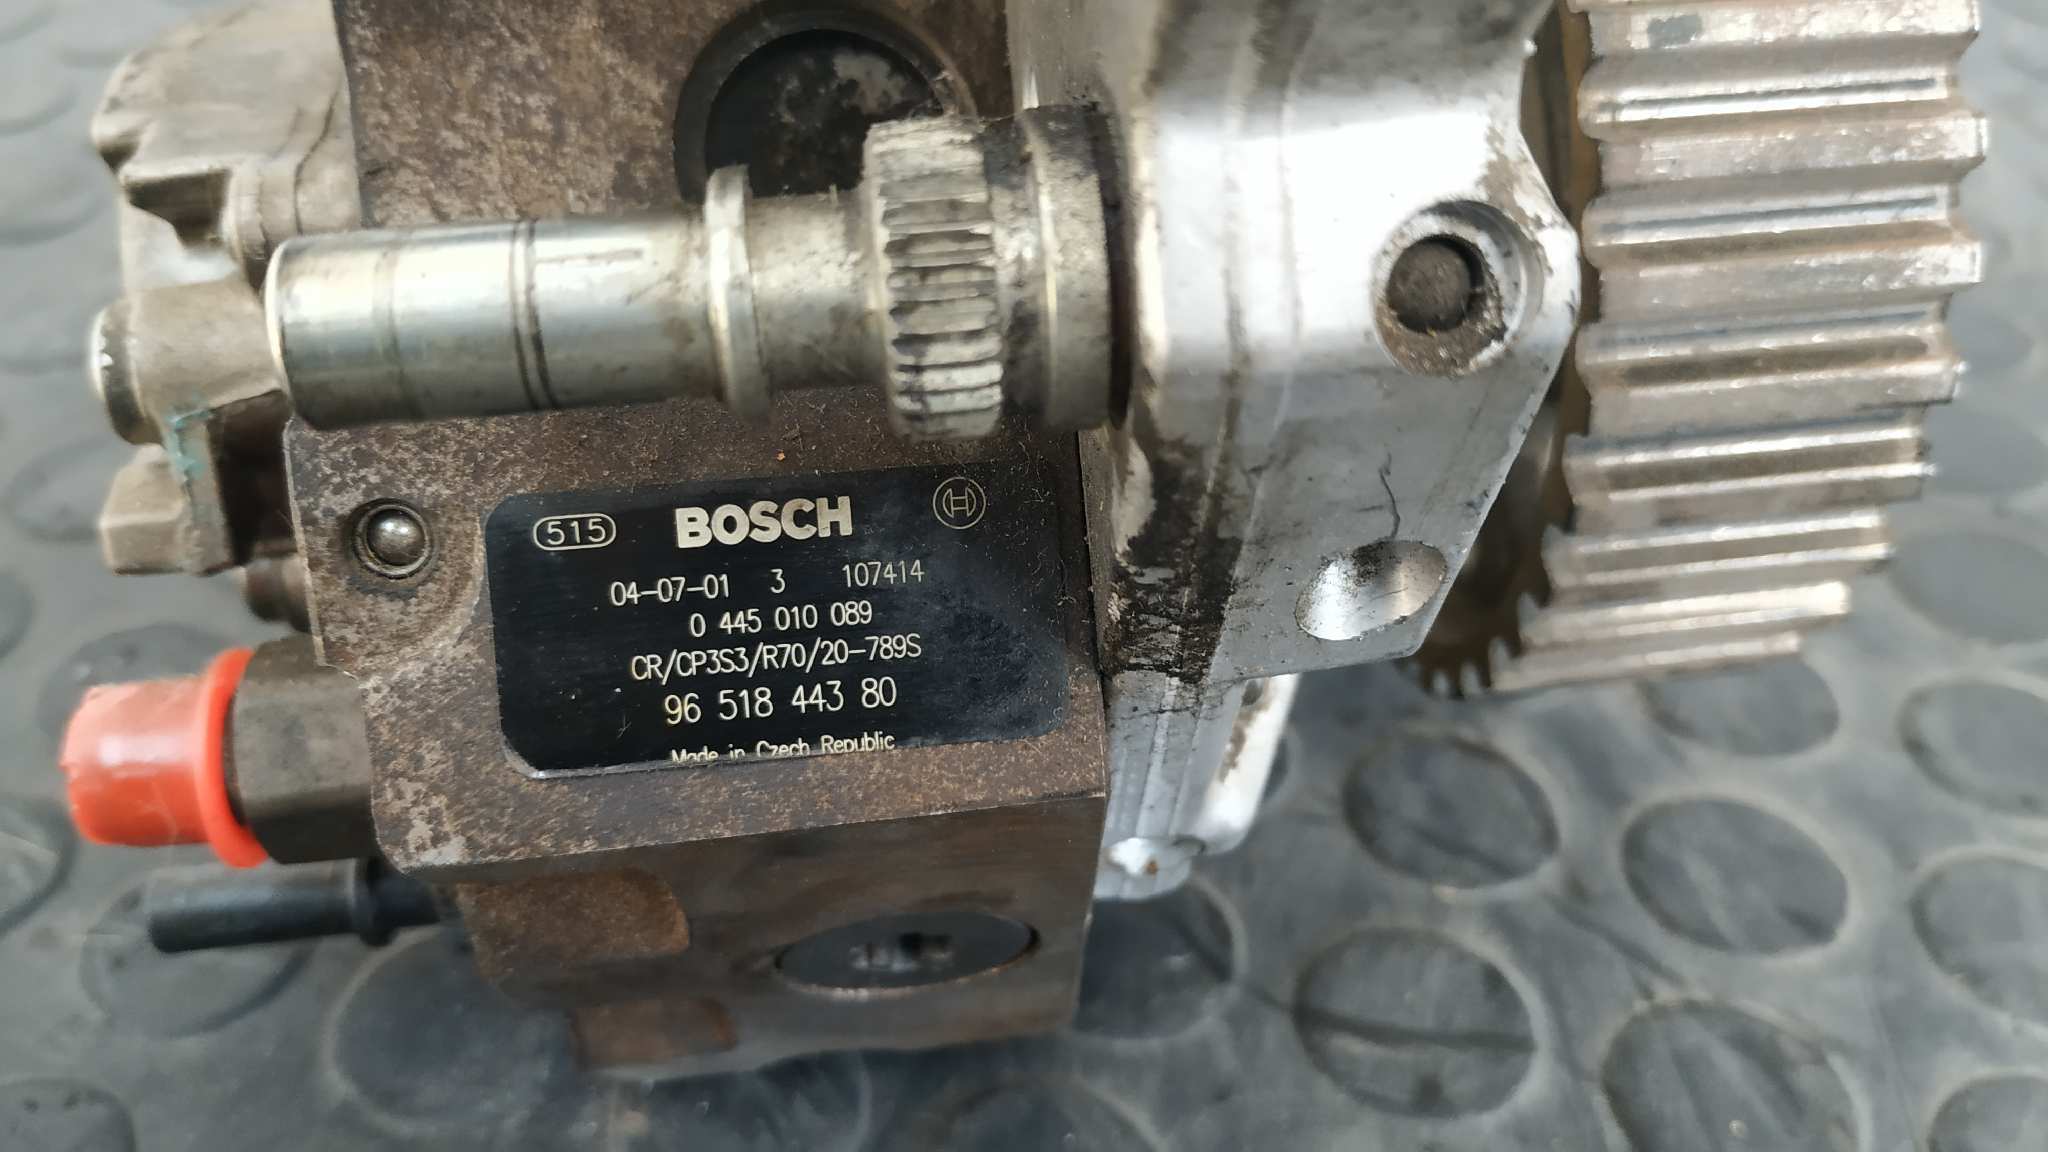 515 BOSCH
04-07-01 3 107414
0 445 010 089
CR/CP3S3/R70/20-789S
96 518 443 80
Made in Czech Republic